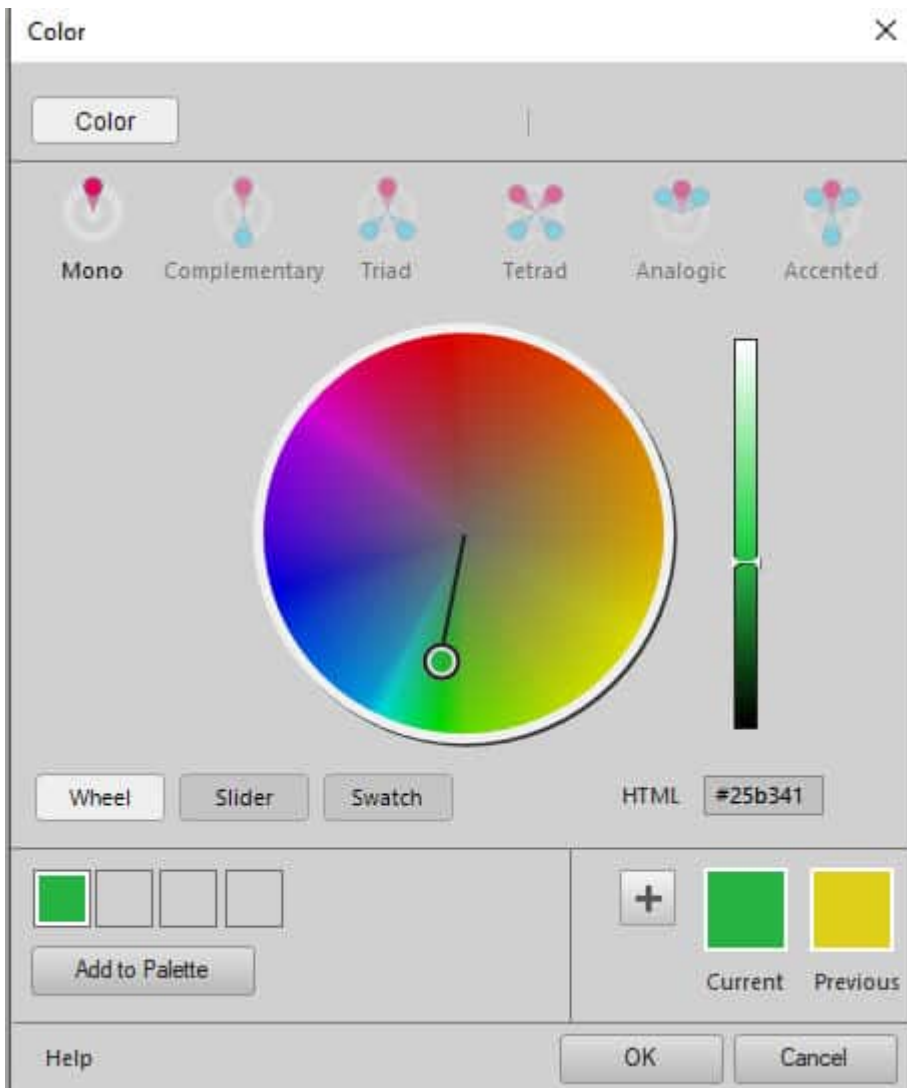 Color
Color
Mono Complementary Triad Tetrad Analogic Accented
Wheel Slider Swatch HTML #25b341
Add to Palette
Current Previous
Help OK Cancel